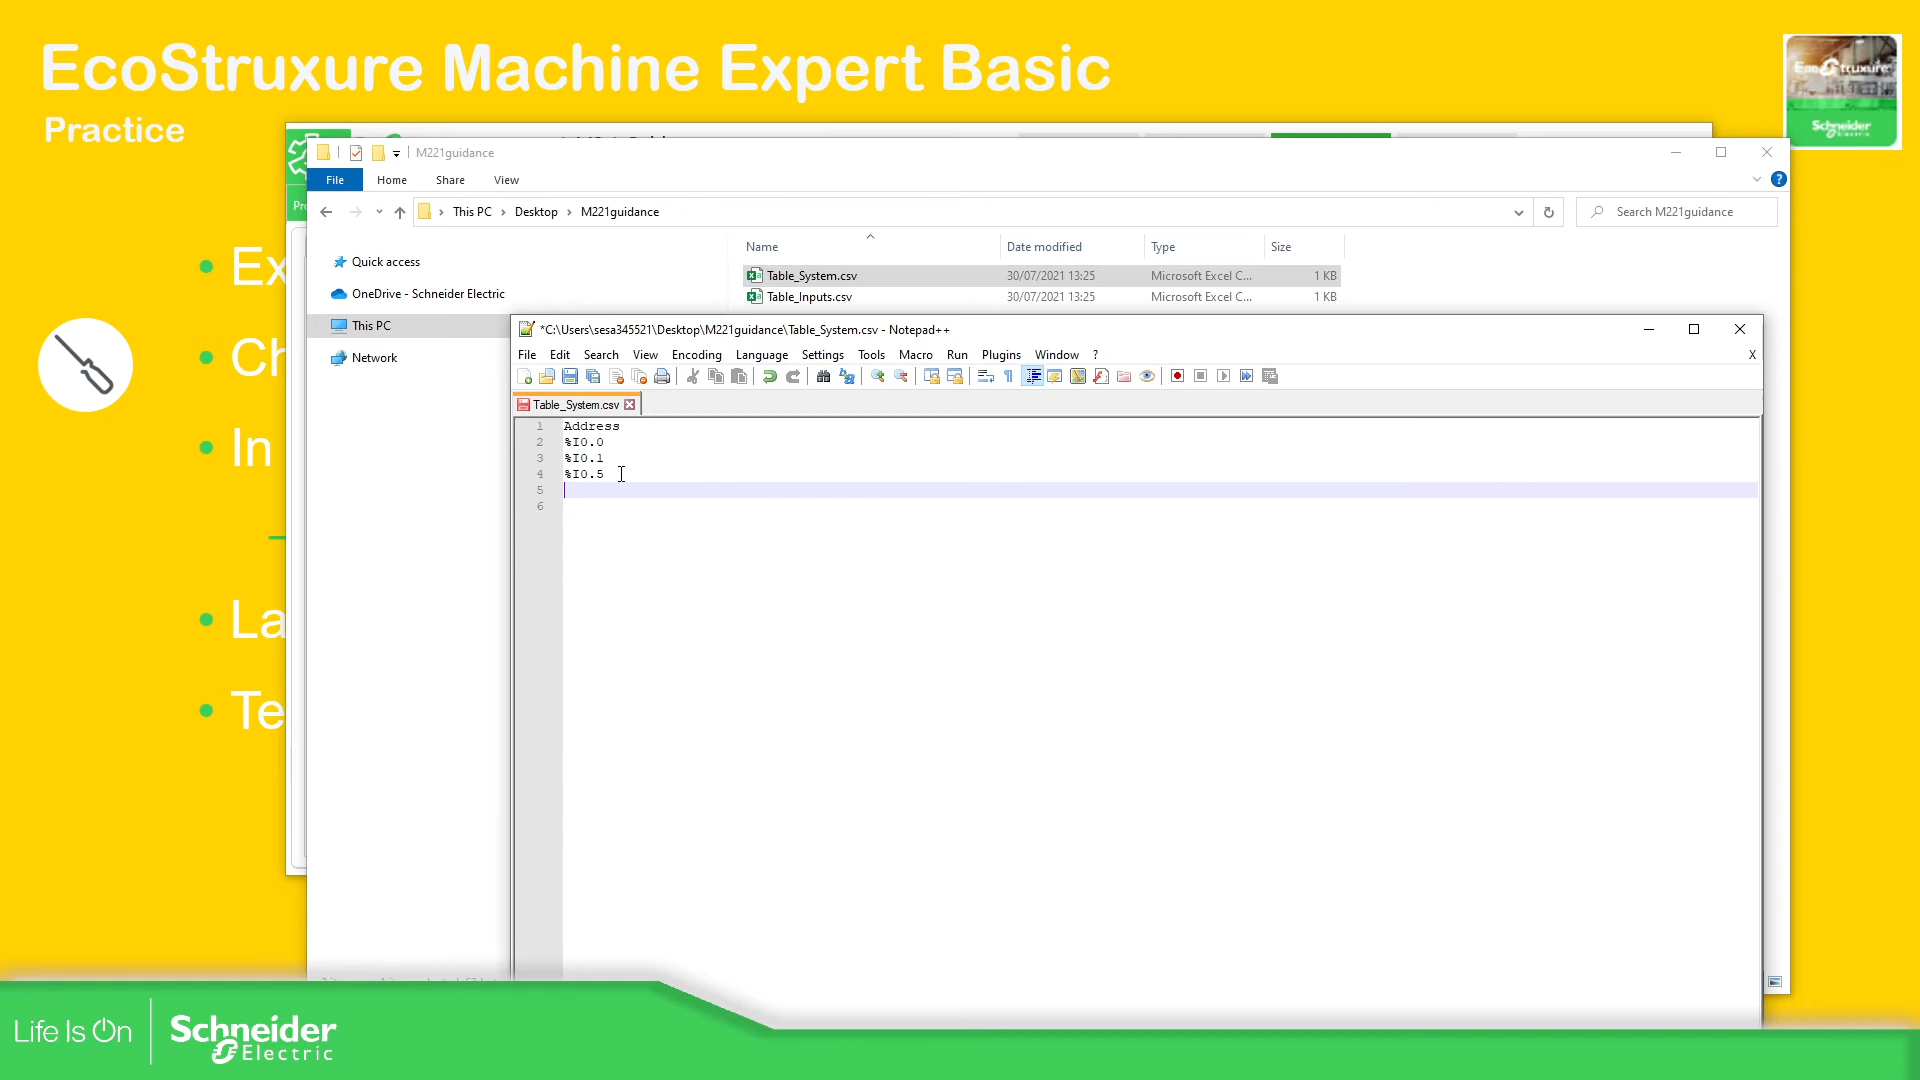 EcoStruxure Machine Expert Basic
Practice
EcoStruxure
Schneider
Electric
M221guidance
File
Home
Share
View
?
This PC
Desktop
M221guidance
Search M221guidance
Name
Date modified
Type
Size
Quick access
Table_System.csv
30/07/2021 13:25
Microsoft Excel C...
1 KB
OneDrive - Schneider Electric
Table_Inputs.csv
30/07/2021 13:25
Microsoft Excel C...
1 KB
This PC
Network
• Ex
• Ch
• In
–
• La
• Te
*C:\Users\sesa345521\Desktop\M221guidance\Table_System.csv - Notepad++
File Edit Search View Encoding Language Settings Tools Macro Run Plugins Window ?
X
Table_System.csv
1 Address
2 %I0.0
3 %I0.1
4 %I0.5
5
6
Life Is On
Schneider
Electric